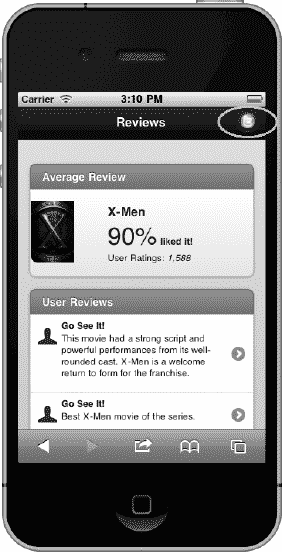 Carrier 3:10 PM
Reviews
Average Review
X-Men
90% liked it!
User Ratings: 1,588
User Reviews
Go See It!
This movie had a strong script and
powerful performances from its well-
rounded cast. X-Men is a welcome
return to form for the franchise.
Go See It!
Best X-Men movie of the series.